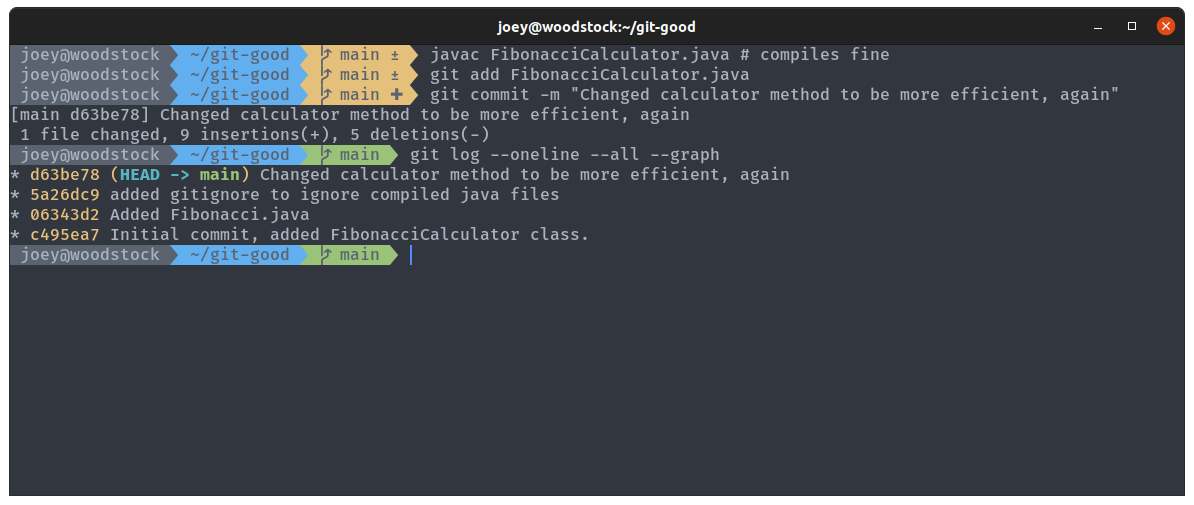 joey@woodstock:~/git-good
joey@woodstock ~/git-good main ± javac FibonacciCalculator.java # compiles fine
joey@woodstock ~/git-good main ± git add FibonacciCalculator.java
joey@woodstock ~/git-good main ✚ git commit -m "Changed calculator method to be more efficient, again"
[main d63be78] Changed calculator method to be more efficient, again
1 file changed, 9 insertions(+), 5 deletions(-)
joey@woodstock ~/git-good main git log --oneline --all --graph
* d63be78 (HEAD -> main) Changed calculator method to be more efficient, again
* 5a26dc9 added gitignore to ignore compiled java files
* 06343d2 Added Fibonacci.java
* c495ea7 Initial commit, added FibonacciCalculator class.
joey@woodstock ~/git-good main